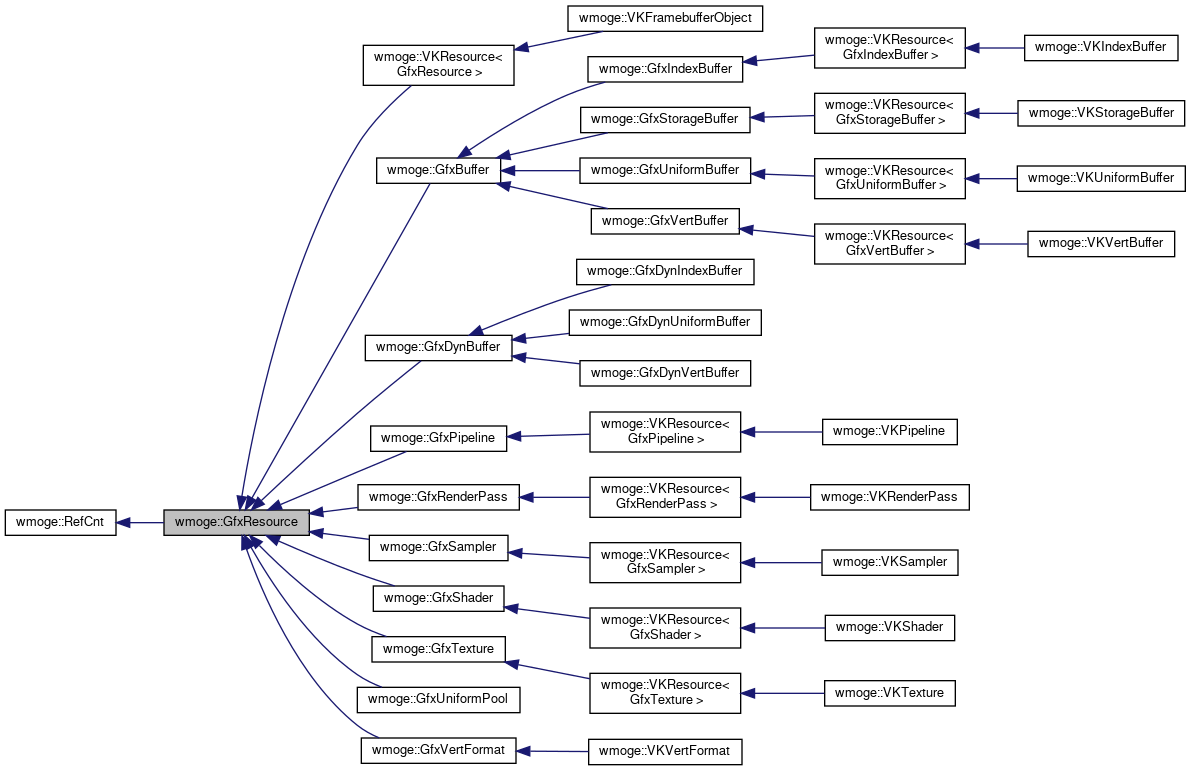 wmoge::RefCnt
wmoge::GfxResource
wmoge::VKResource<
GfxResource >
wmoge::VKFramebufferObject
wmoge::GfxBuffer
wmoge::GfxIndexBuffer
wmoge::VKResource<
GfxIndexBuffer >
wmoge::VKIndexBuffer
wmoge::GfxStorageBuffer
wmoge::VKResource<
GfxStorageBuffer >
wmoge::VKStorageBuffer
wmoge::GfxUniformBuffer
wmoge::VKResource<
GfxUniformBuffer >
wmoge::VKUniformBuffer
wmoge::GfxVertBuffer
wmoge::VKResource<
GfxVertBuffer >
wmoge::VKVertBuffer
wmoge::GfxDynBuffer
wmoge::GfxDynIndexBuffer
wmoge::GfxDynUniformBuffer
wmoge::GfxDynVertBuffer
wmoge::GfxPipeline
wmoge::VKResource<
GfxPipeline >
wmoge::VKPipeline
wmoge::GfxRenderPass
wmoge::VKResource<
GfxRenderPass >
wmoge::VKRenderPass
wmoge::GfxSampler
wmoge::VKResource<
GfxSampler >
wmoge::VKSampler
wmoge::GfxShader
wmoge::VKResource<
GfxShader >
wmoge::VKShader
wmoge::GfxTexture
wmoge::VKResource<
GfxTexture >
wmoge::VKTexture
wmoge::GfxUniformPool
wmoge::GfxVertFormat
wmoge::VKVertFormat